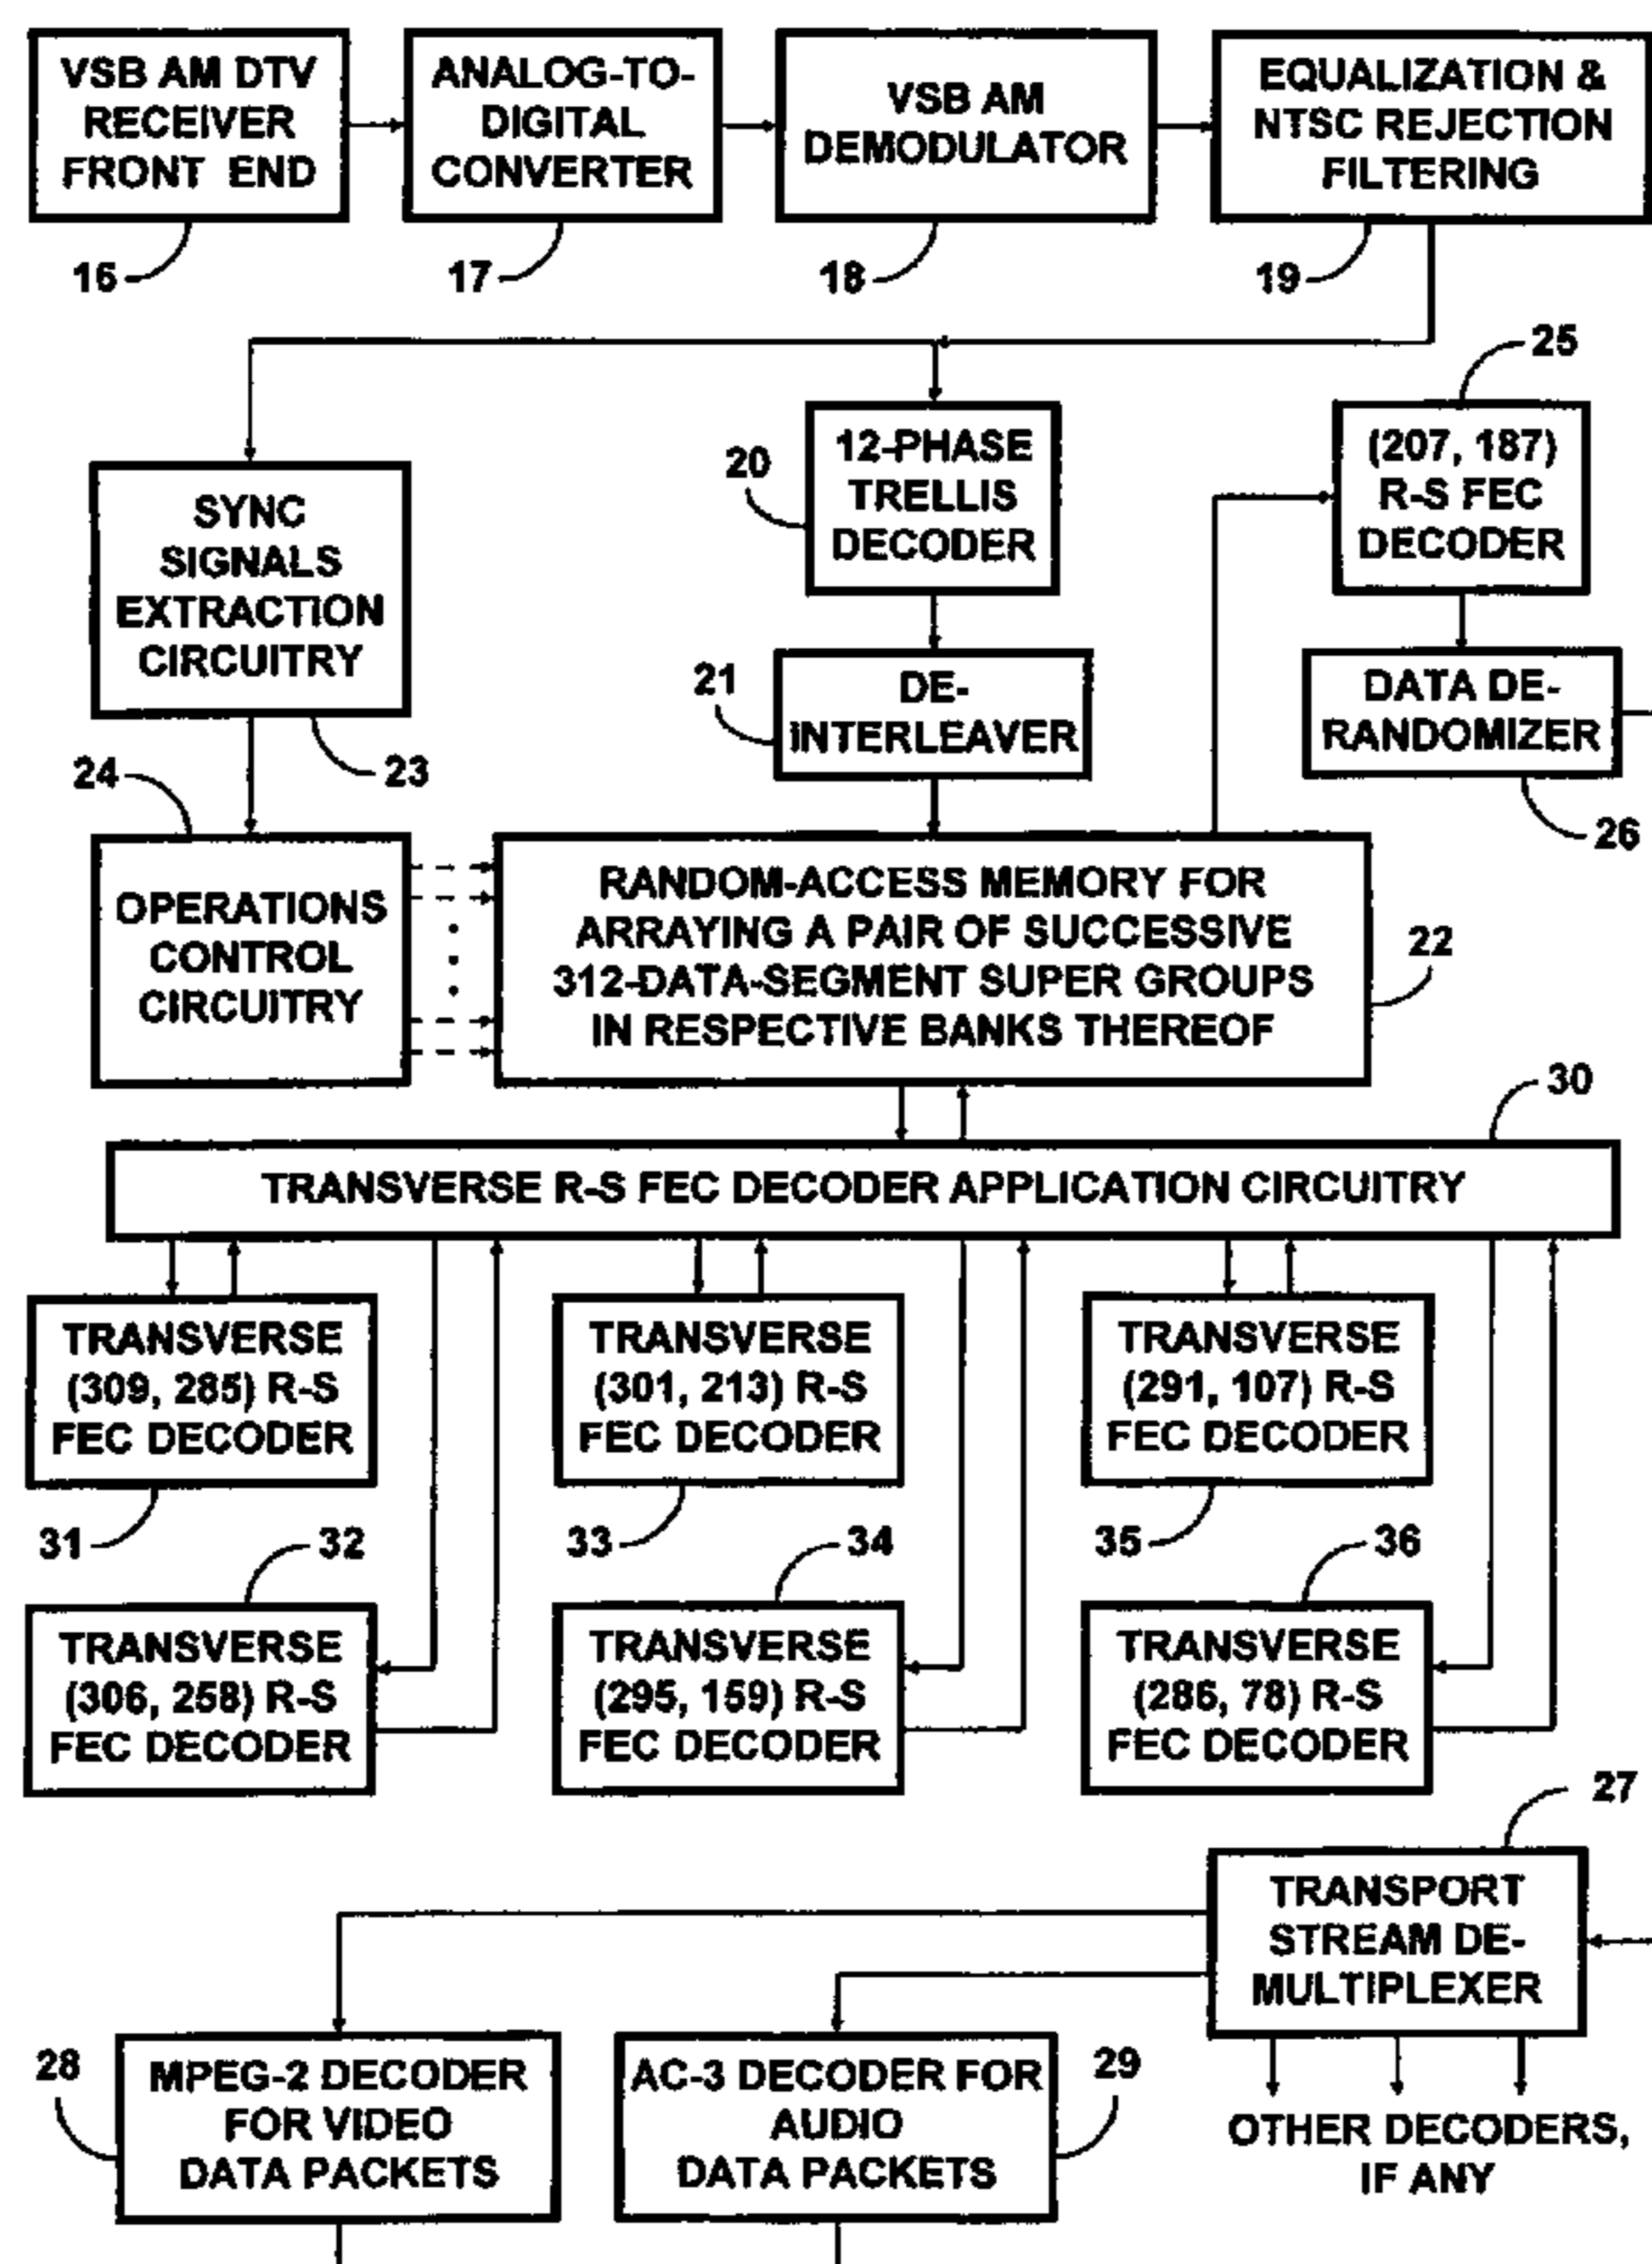 VSB AM DTV
RECEIVER
FRONT END
16
ANALOG-TO-
DIGITAL
CONVERTER
17
VSB AM
DEMODULATOR
18
EQUALIZATION &
NTSC REJECTION
FILTERING
19
SYNC
SIGNALS
EXTRACTION
CIRCUITRY
23
20
12-PHASE
TRELLIS
DECODER
25
(207, 187)
R-S FEC
DECODER
21
DE-
INTERLEAVER
DATA DE-
RANDOMIZER
26
24
OPERATIONS
CONTROL
CIRCUITRY
RANDOM-ACCESS MEMORY FOR
ARRAYING A PAIR OF SUCCESSIVE
312-DATA-SEGMENT SUPER GROUPS
IN RESPECTIVE BANKS THEREOF
22
30
TRANSVERSE R-S FEC DECODER APPLICATION CIRCUITRY
TRANSVERSE
(309, 285) R-S
FEC DECODER
31
TRANSVERSE
(301, 213) R-S
FEC DECODER
33
TRANSVERSE
(291, 107) R-S
FEC DECODER
35
32
TRANSVERSE
(306, 258) R-S
FEC DECODER
34
TRANSVERSE
(295, 159) R-S
FEC DECODER
36
TRANSVERSE
(286, 78) R-S
FEC DECODER
27
TRANSPORT
STREAM DE-
MULTIPLEXER
28
MPEG-2 DECODER
FOR VIDEO
DATA PACKETS
AC-3 DECODER FOR
AUDIO
DATA PACKETS
29
OTHER DECODERS,
IF ANY